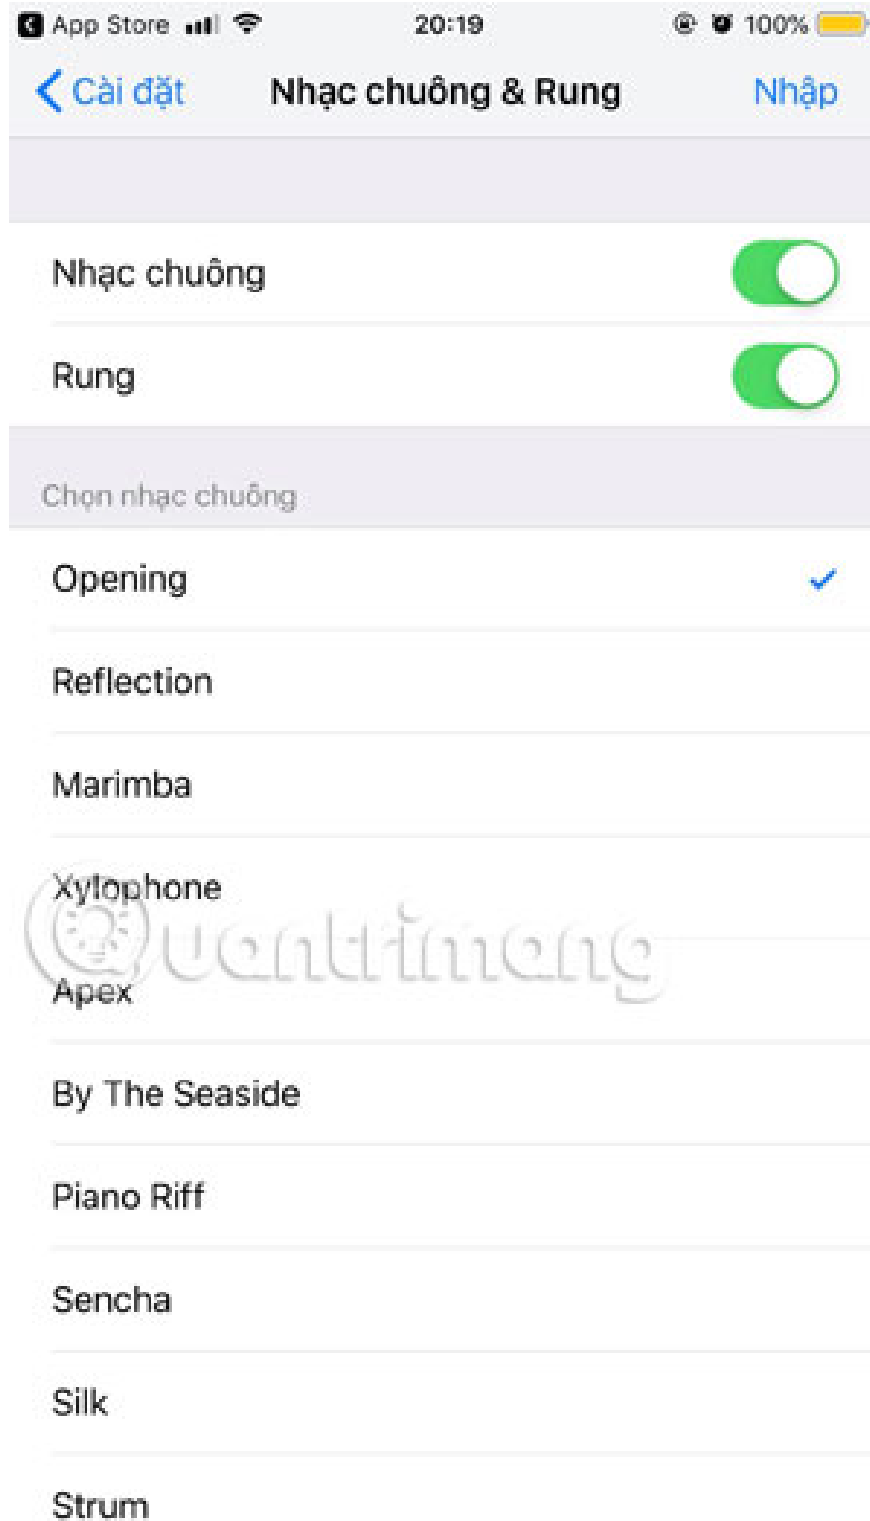 App Store 20:19 100%
Cài đặt Nhạc chuông & Rung Nhập
Nhạc chuông
Rung
Chọn nhạc chuông
Opening
Reflection
Marimba
Xylophone
Quantrimang
Apex
By The Seaside
Piano Riff
Sencha
Silk
Strum